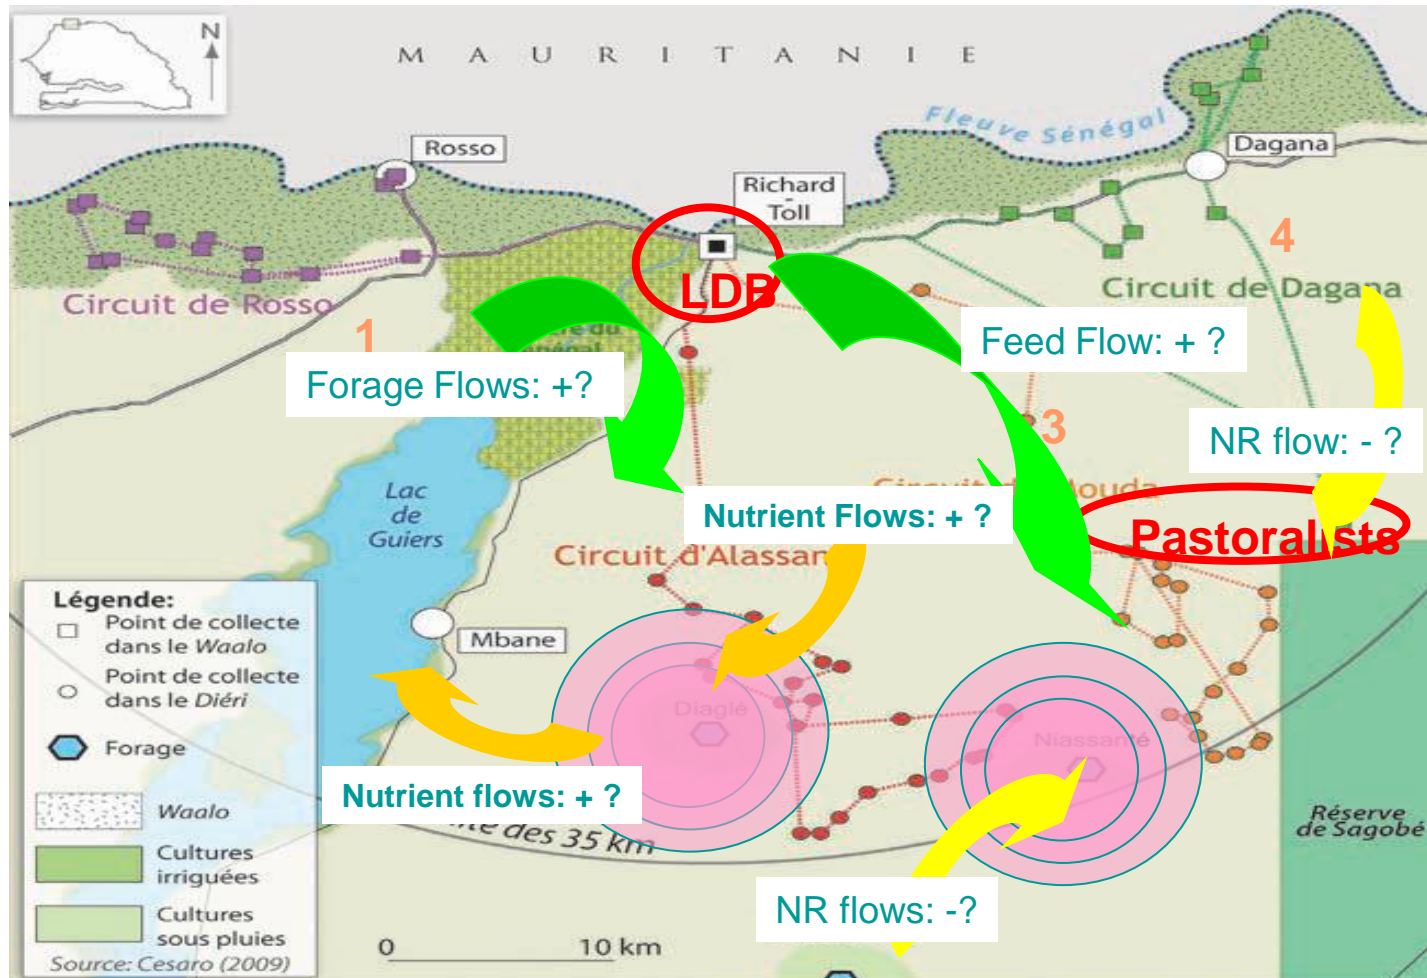 N
M A U R I T A N I E
Fleuve Sénégal
Rosso
Dagana
Richard
-
Toll
LDB
4
Circuit de Rosso
Circuit de Dagana
1
Feed Flow: + ?
Forage Flows: +?
3
NR flow: - ?
Lac
de
Guiers
Nutrient Flows: + ?
Pastoralists
Circuit d'Alassan
Légende:
Point de collecte
dans le Waalo
Point de collecte
dans le Diéri
Forage
Waalo
Cultures
irriguées
Cultures
sous pluies
Source: Cesaro (2009)
Mbane
Diaglé
Niassanté
Nutrient flows: + ?
des 35 km
Réserve
de Sagobé
NR flows: -?
0 10 km